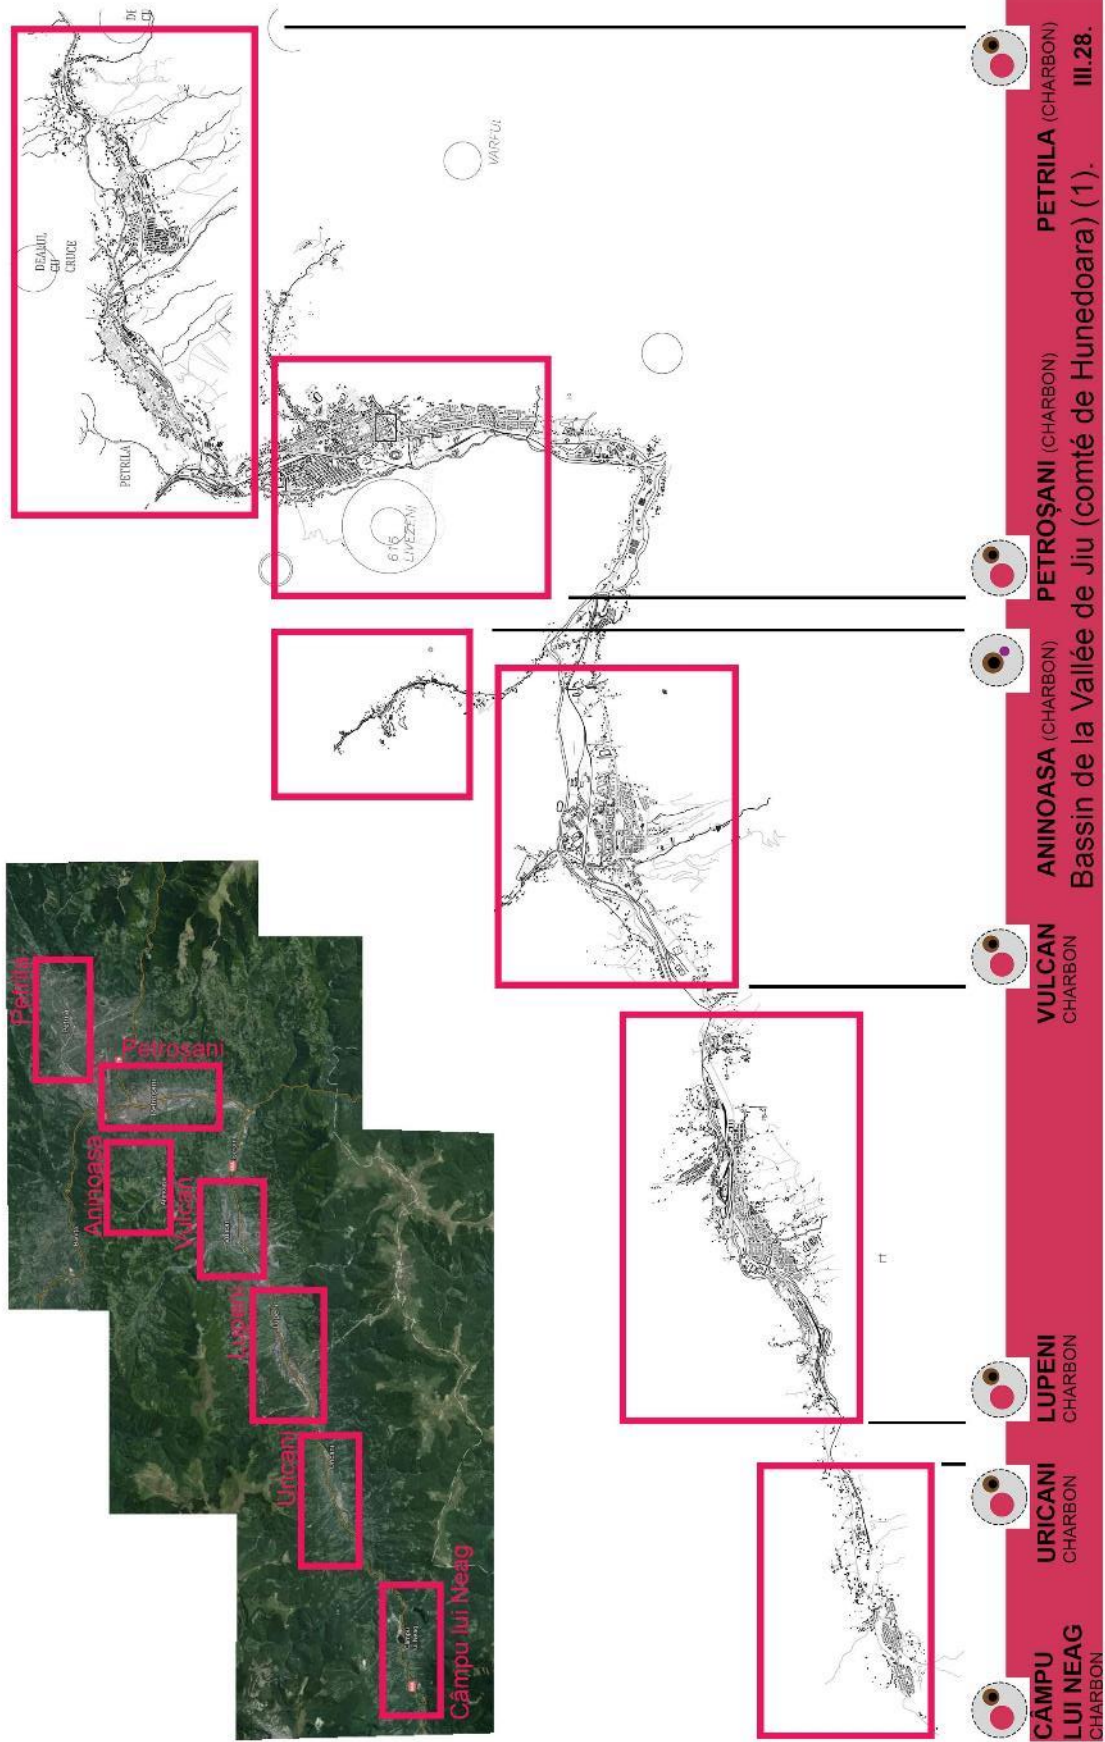 Petrila
Petroșani
Aninoasa
Vulcan
Lupeni
Uricani
Câmpu lui Neag
DEALUL
CU
CRUCE
PETRILA
616
LIVEZENI
VARFUL
CÂMPU
LUI NEAG
CHARBON
URICANI
CHARBON
LUPENI
CHARBON
VULCAN
CHARBON
ANINOASA (CHARBON)
PETROȘANI (CHARBON)
PETRILA (CHARBON)
Bassin de la Vallée de Jiu (comté de Hunedoara) (1).
III.28.